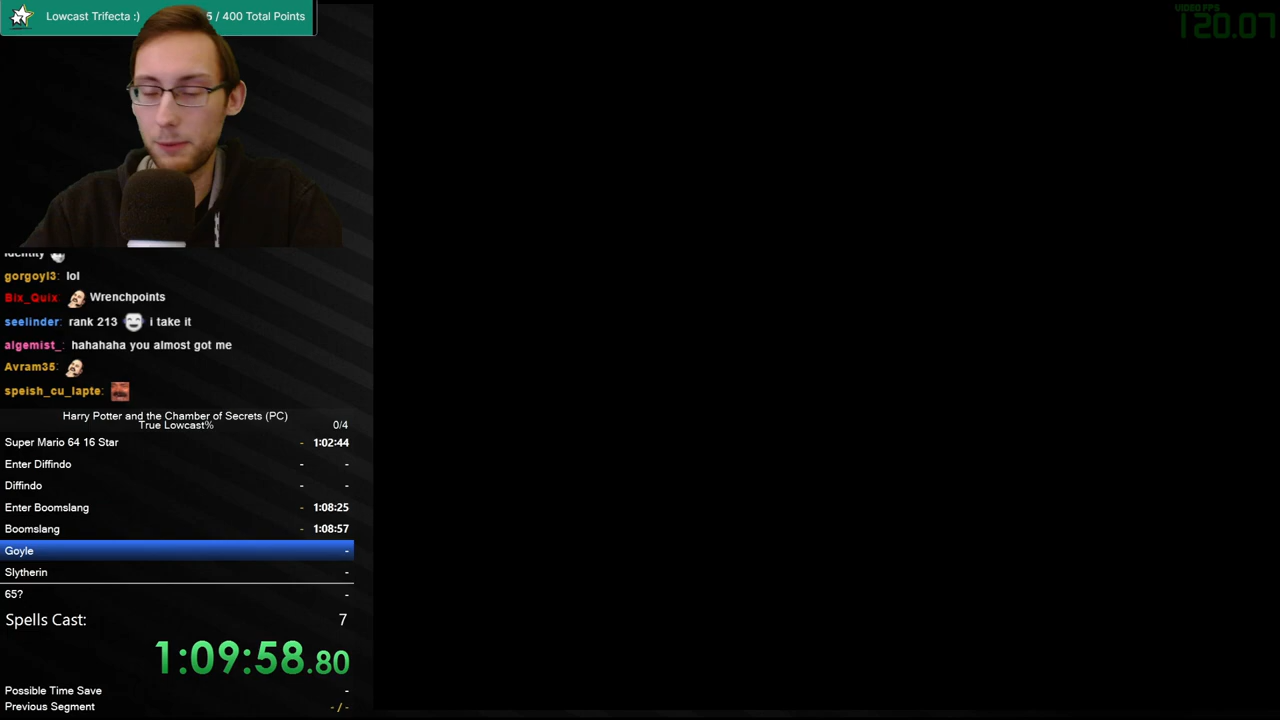 Lowcast Trifecta :) 5 / 400 Total Points
VIDEO FPS
120.07
identity
gorgoyl3: lol
Bix_Quix: Wrenchpoints
seelinder: rank 213 i take it
algemist_: hahahaha you almost got me
Avram35:
speish_cu_lapte:
Harry Potter and the Chamber of Secrets (PC)
True Lowcast% 0/4
Super Mario 64 16 Star - 1:02:44
Enter Diffindo - -
Diffindo - -
Enter Boomslang - 1:08:25
Boomslang - 1:08:57
Goyle -
Slytherin -
65? -
Spells Cast: 7
1:09:58.80
Possible Time Save -
Previous Segment - / -